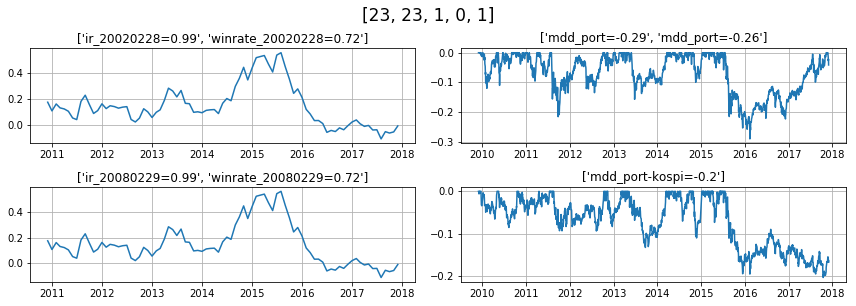 [23, 23, 1, 0, 1]
['ir_20020228=0.99', 'winrate_20020228=0.72']
0.4
0.2
0.0
2011 2012 2013 2014 2015 2016 2017 2018
['mdd_port=-0.29', 'mdd_port=-0.26']
0.0
−0.1
−0.2
−0.3
2010 2011 2012 2013 2014 2015 2016 2017 2018
['ir_20080229=0.99', 'winrate_20080229=0.72']
0.4
0.2
0.0
2011 2012 2013 2014 2015 2016 2017 2018
['mdd_port-kospi=-0.2']
0.0
−0.1
−0.2
2010 2011 2012 2013 2014 2015 2016 2017 2018